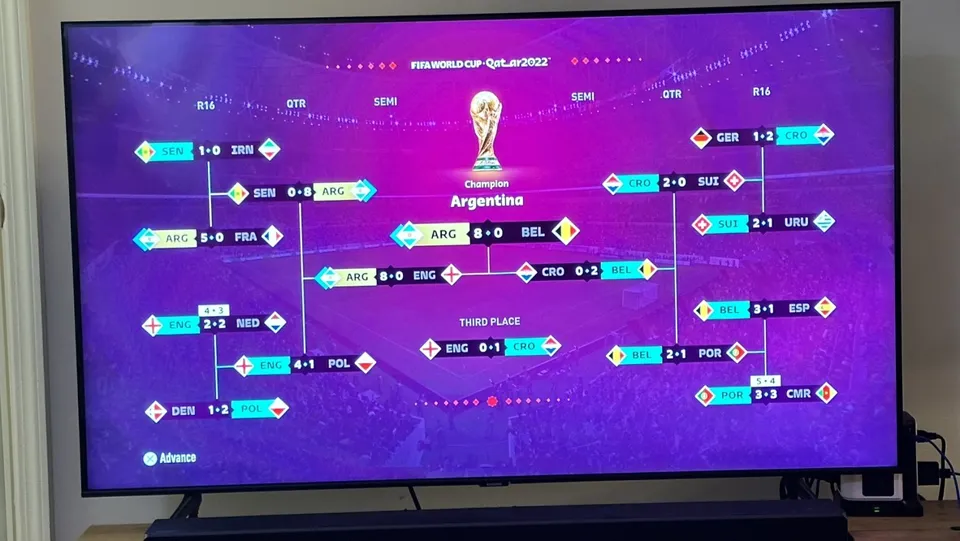 FIFA WORLD CUP • Qatar2022
R16
QTR
SEMI
SEMI
QTR
R16
SEN 1•0 IRN
GER 1•2 CRO
SEN 0•8 ARG
Champion
CRO 2•0 SUI
Argentina
ARG 5•0 FRA
ARG 8•0 BEL
SUI 2•1 URU
ARG 8•0 ENG
CRO 0•2 BEL
4•3
ENG 2•2 NED
BEL 3•1 ESP
THIRD PLACE
ENG 0•1 CRO
ENG 4•1 POL
BEL 2•1 POR
5•4
POR 3•3 CMR
DEN 1•2 POL
Advance